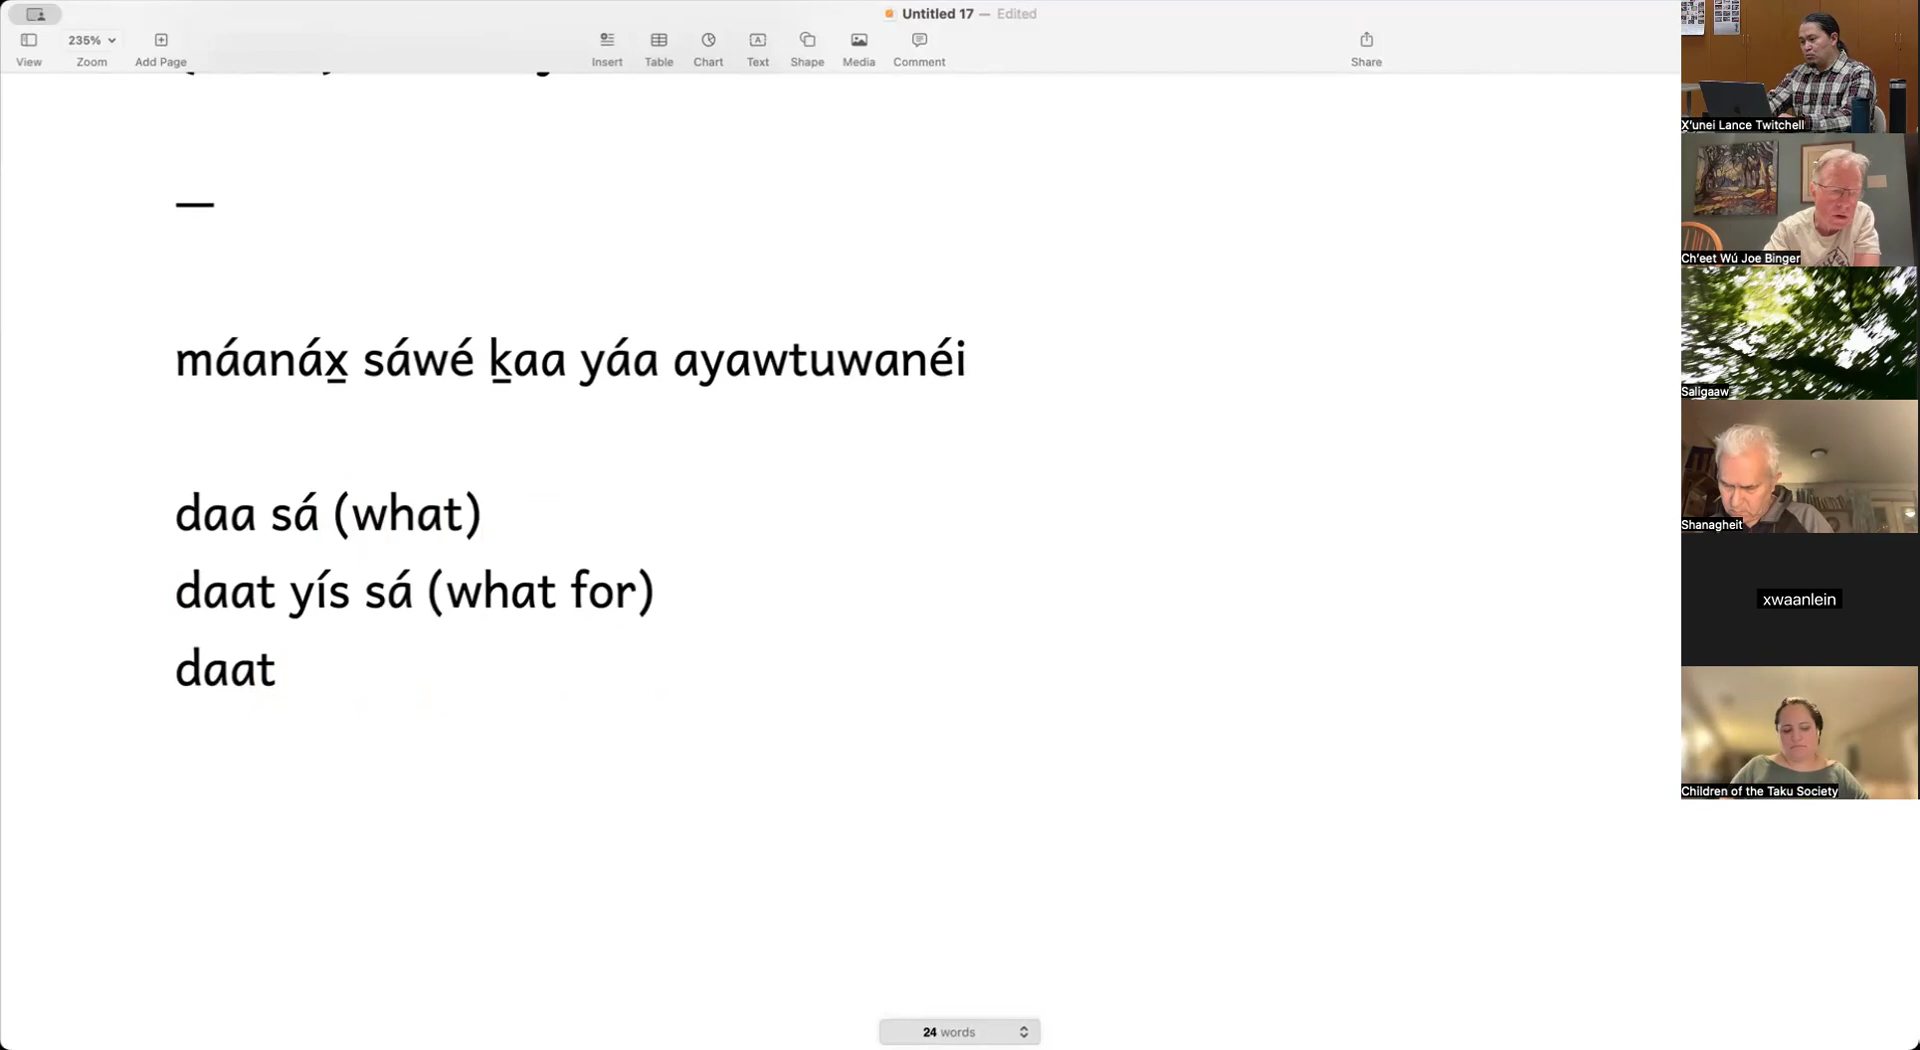 Untitled 17 — Edited
235%
View Zoom Add Page Insert Table Chart Text Shape Media Comment Share
—
máanáx̲ sáwé ḵaa yáa ayawtuwanéi
daa sá (what)
daat yís sá (what for)
daat
24 words
X'unei Lance Twitchell
Ch'eet Wú Joe Binger
Saligaaw
Shanagheit
xwaanlein
Children of the Taku Society